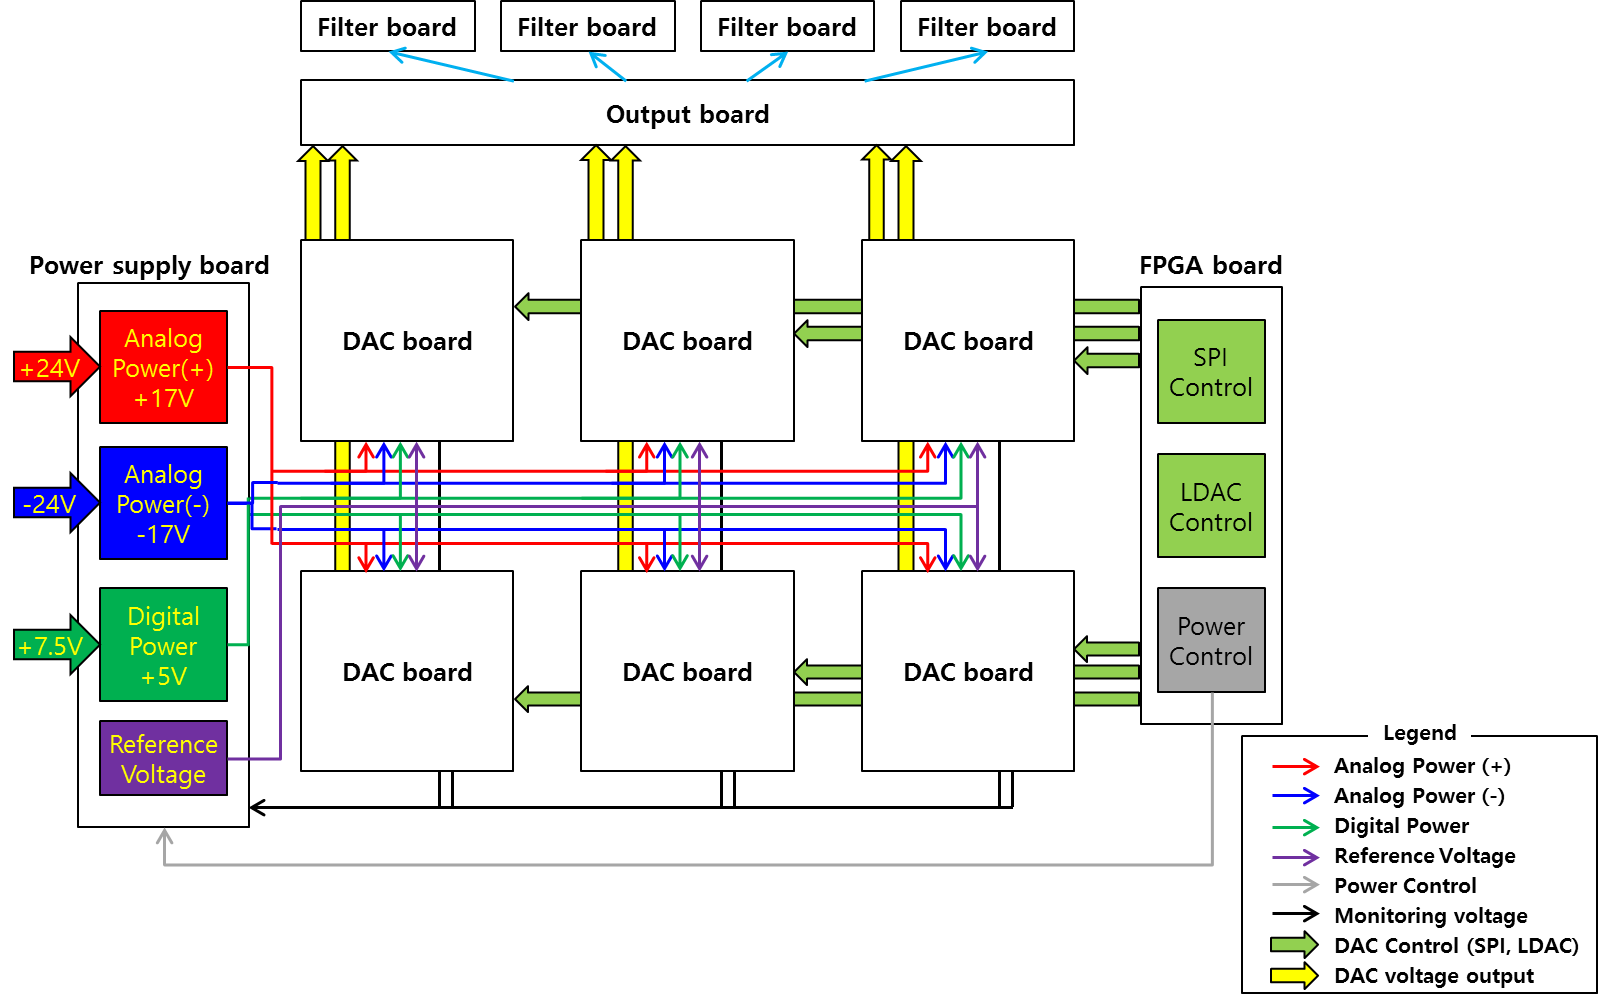 Filter board
Filter board
Filter board
Filter board
Output board
Power supply board
FPGA board
+24V
Analog
Power(+)
+17V
-24V
Analog
Power(-)
-17V
+7.5V
Digital
Power
+5V
Reference
Voltage
DAC board
DAC board
DAC board
DAC board
DAC board
DAC board
SPI
Control
LDAC
Control
Power
Control
Legend
Analog Power (+)
Analog Power (-)
Digital Power
Reference Voltage
Power Control
Monitoring voltage
DAC Control (SPI, LDAC)
DAC voltage output